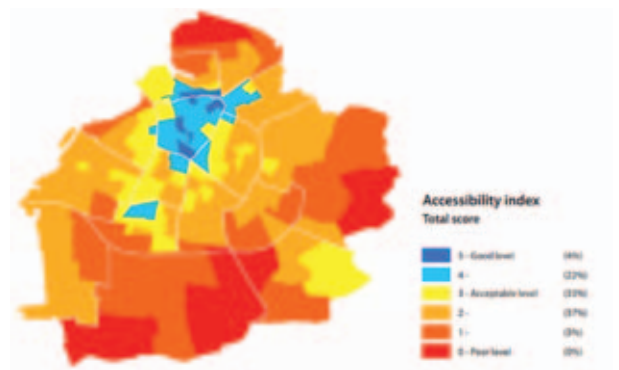 Accessibility index
Total score
5 - Good level (4%)
4 - (22%)
3 - Acceptable level (33%)
2 - (37%)
1 -
0 - Poor level (0%)